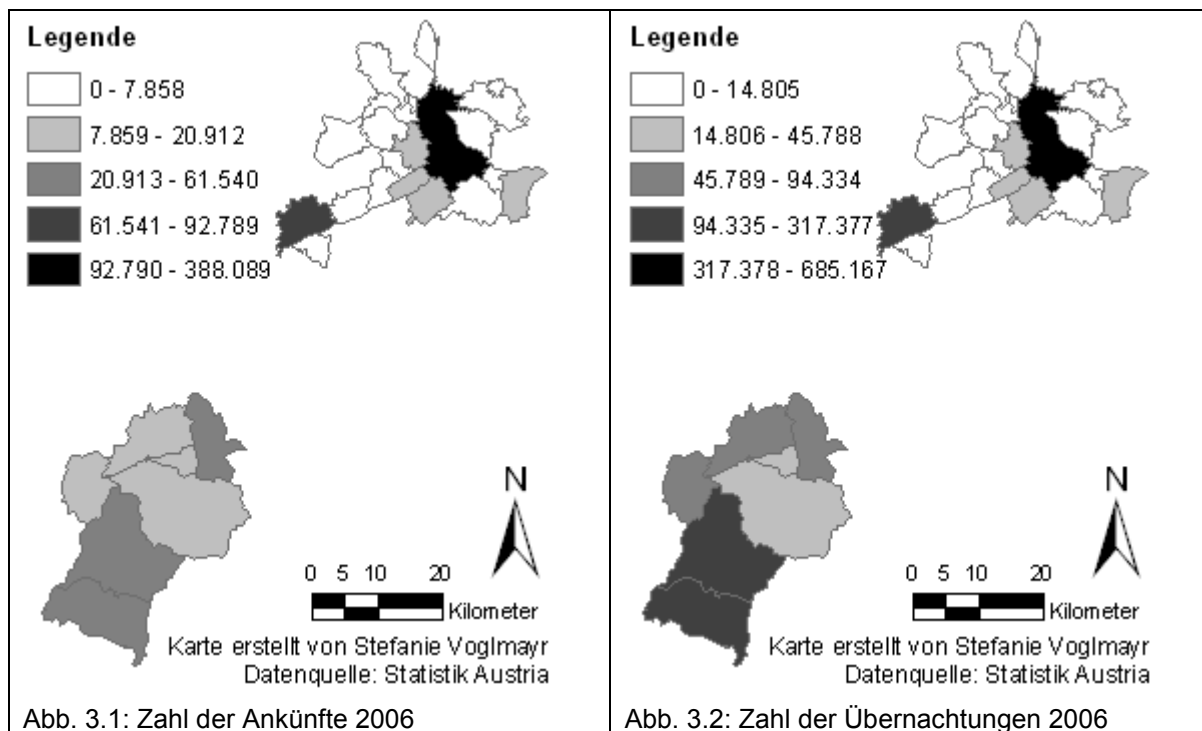 Legende
0 - 7.858
7.859 - 20.912
20.913 - 61.540
61.541 - 92.789
92.790 - 388.089
N
0 5 10 20
Kilometer
Karte erstellt von Stefanie Voglmayr
Datenquelle: Statistik Austria
Abb. 3.1: Zahl der Ankünfte 2006
Legende
0 - 14.805
14.806 - 45.788
45.789 - 94.334
94.335 - 317.377
317.378 - 685.167
N
0 5 10 20
Kilometer
Karte erstellt von Stefanie Voglmayr
Datenquelle: Statistik Austria
Abb. 3.2: Zahl der Übernachtungen 2006